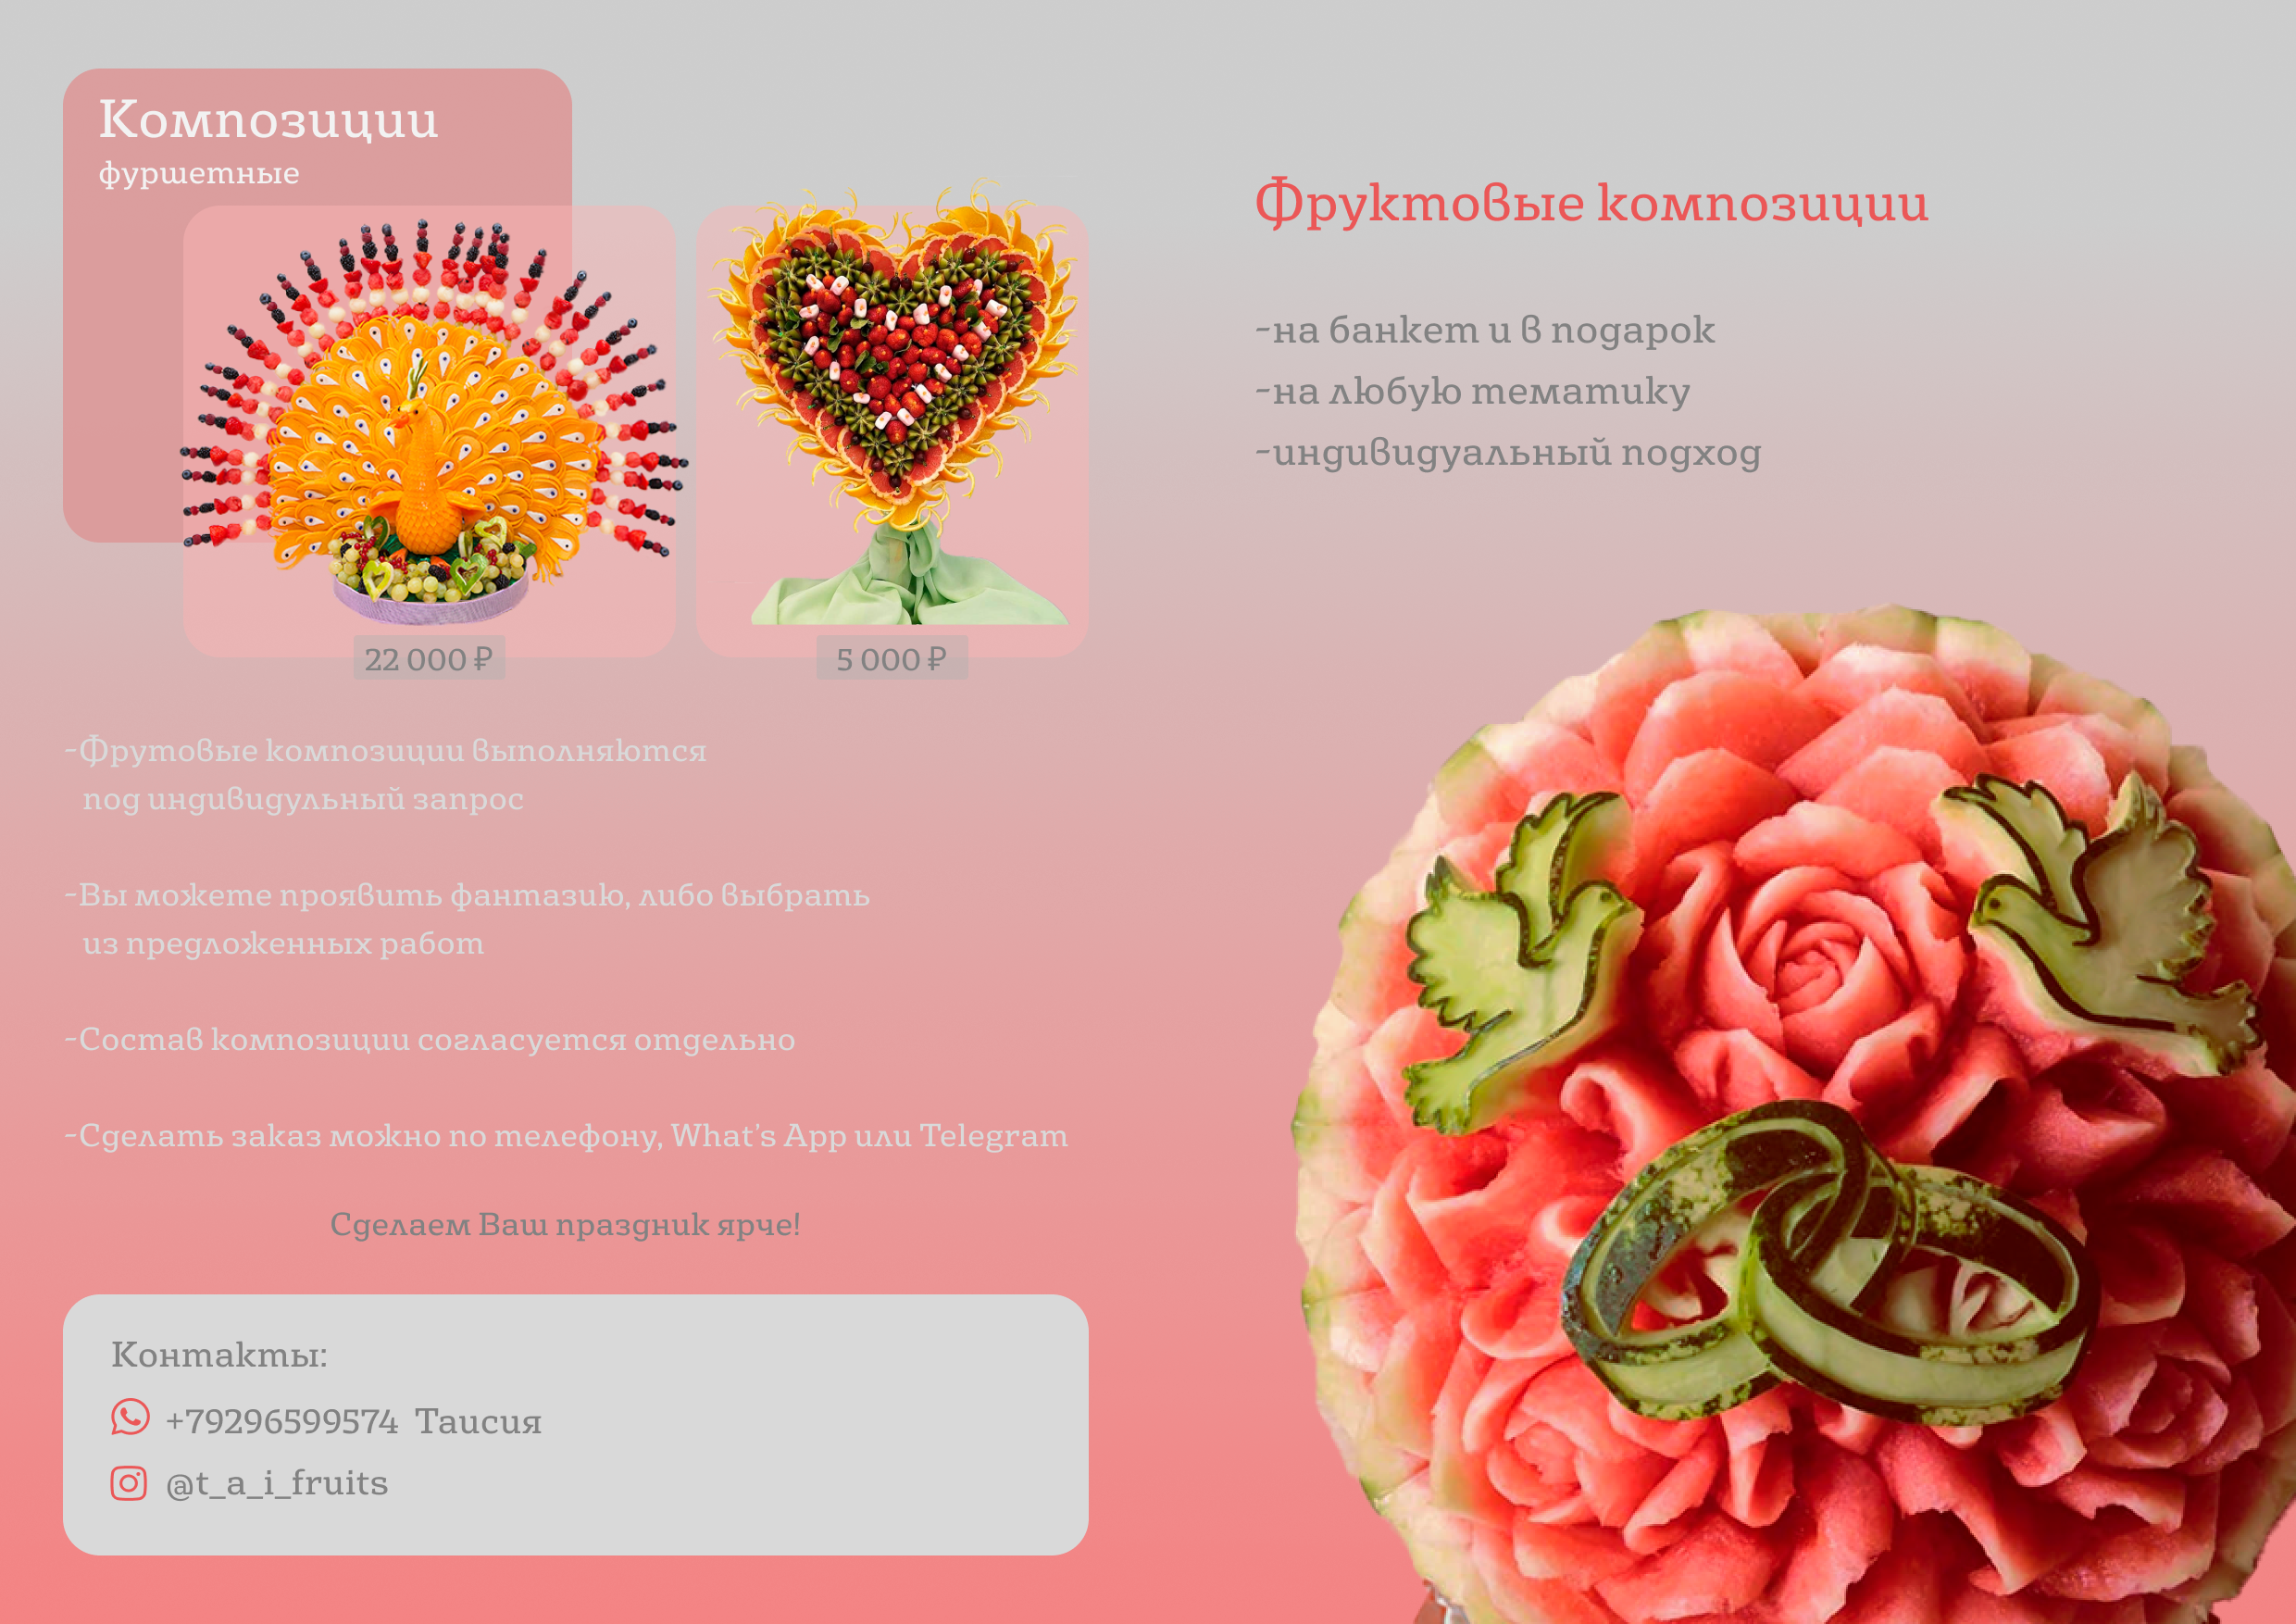 Композиции
фуршетные
22 000 ₽
5 000 ₽
-Фрутовые композиции выполняются
под индивидульный запрос
-Вы можете проявить фантазию, либо выбрать
из предложенных работ
-Состав композиции согласуется отдельно
-Сделать заказ можно по телефону, What's App или Telegram
Сделаем Ваш праздник ярче!
Контакты:
+79296599574 Таисия
@t_a_i_fruits
Фруктовые композиции
-на банкет и в подарок
-на любую тематику
-индивидуальный подход